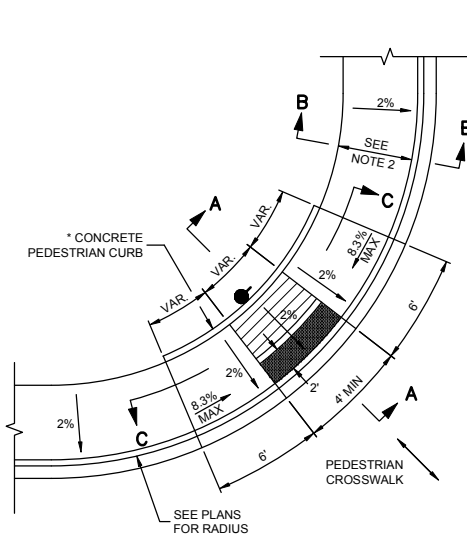 B
2%
B
SEE
NOTE 2
A
C
VAR.
* CONCRETE
PEDESTRIAN CURB
VAR.
8.3%
MAX
VAR.
2%
2%
6'
2%
2'
8.3%
MAX
4' MIN
A
2%
C
6'
PEDESTRIAN
CROSSWALK
SEE PLANS
FOR RADIUS